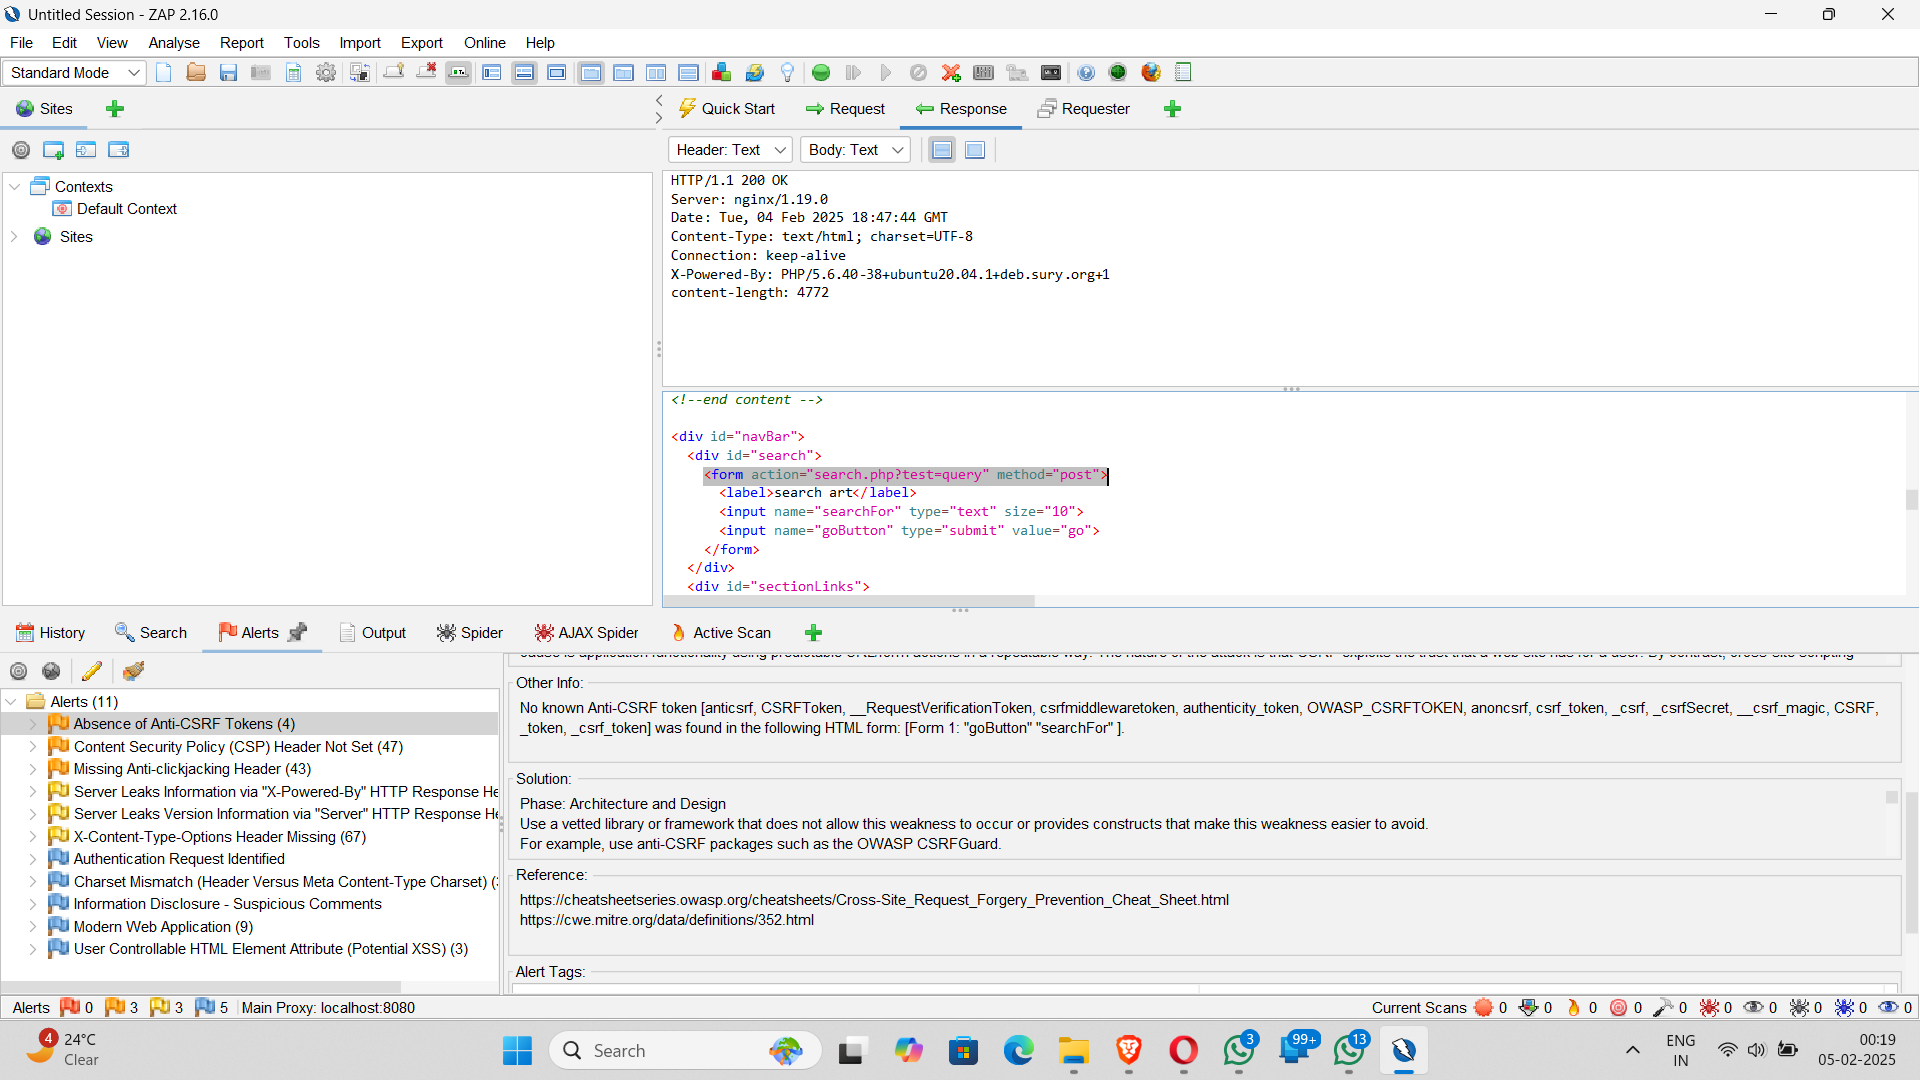 Untitled Session - ZAP 2.16.0
File Edit View Analyse Report Tools Import Export Online Help
Standard Mode
Sites
Quick Start Request Response Requester
Header: Text Body: Text
Contexts
Default Context
Sites
HTTP/1.1 200 OK
Server: nginx/1.19.0
Date: Tue, 04 Feb 2025 18:47:44 GMT
Content-Type: text/html; charset=UTF-8
Connection: keep-alive
X-Powered-By: PHP/5.6.40-38+ubuntu20.04.1+deb.sury.org+1
content-length: 4772
<!--end content -->
<div id="navBar">
<div id="search">
<form action="search.php?test=query" method="post">
<label>search art</label>
<input name="searchFor" type="text" size="10">
<input name="goButton" type="submit" value="go">
</form>
</div>
<div id="sectionLinks">
History Search Alerts Output Spider AJAX Spider Active Scan
Alerts (11)
Absence of Anti-CSRF Tokens (4)
Content Security Policy (CSP) Header Not Set (47)
Missing Anti-clickjacking Header (43)
Server Leaks Information via "X-Powered-By" HTTP Response He
Server Leaks Version Information via "Server" HTTP Response He
X-Content-Type-Options Header Missing (67)
Authentication Request Identified
Charset Mismatch (Header Versus Meta Content-Type Charset) (
Information Disclosure - Suspicious Comments
Modern Web Application (9)
User Controllable HTML Element Attribute (Potential XSS) (3)
Other Info:
No known Anti-CSRF token [anticsrf, CSRFToken, __RequestVerificationToken, csrfmiddlewaretoken, authenticity_token, OWASP_CSRFTOKEN, anoncsrf, csrf_token, _csrf, _csrfSecret, __csrf_magic, CSRF,
_token, _csrf_token] was found in the following HTML form: [Form 1: "goButton" "searchFor" ].
Solution:
Phase: Architecture and Design
Use a vetted library or framework that does not allow this weakness to occur or provides constructs that make this weakness easier to avoid.
For example, use anti-CSRF packages such as the OWASP CSRFGuard.
Reference:
https://cheatsheetseries.owasp.org/cheatsheets/Cross-Site_Request_Forgery_Prevention_Cheat_Sheet.html
https://cwe.mitre.org/data/definitions/352.html
Alert Tags:
Alerts 0 3 3 5 Main Proxy: localhost:8080
Current Scans 0 0 0 0 0 0 0 0 0 0
4 24°C
Clear
Search
3 99+ 13
ENG
IN
00:19
05-02-2025